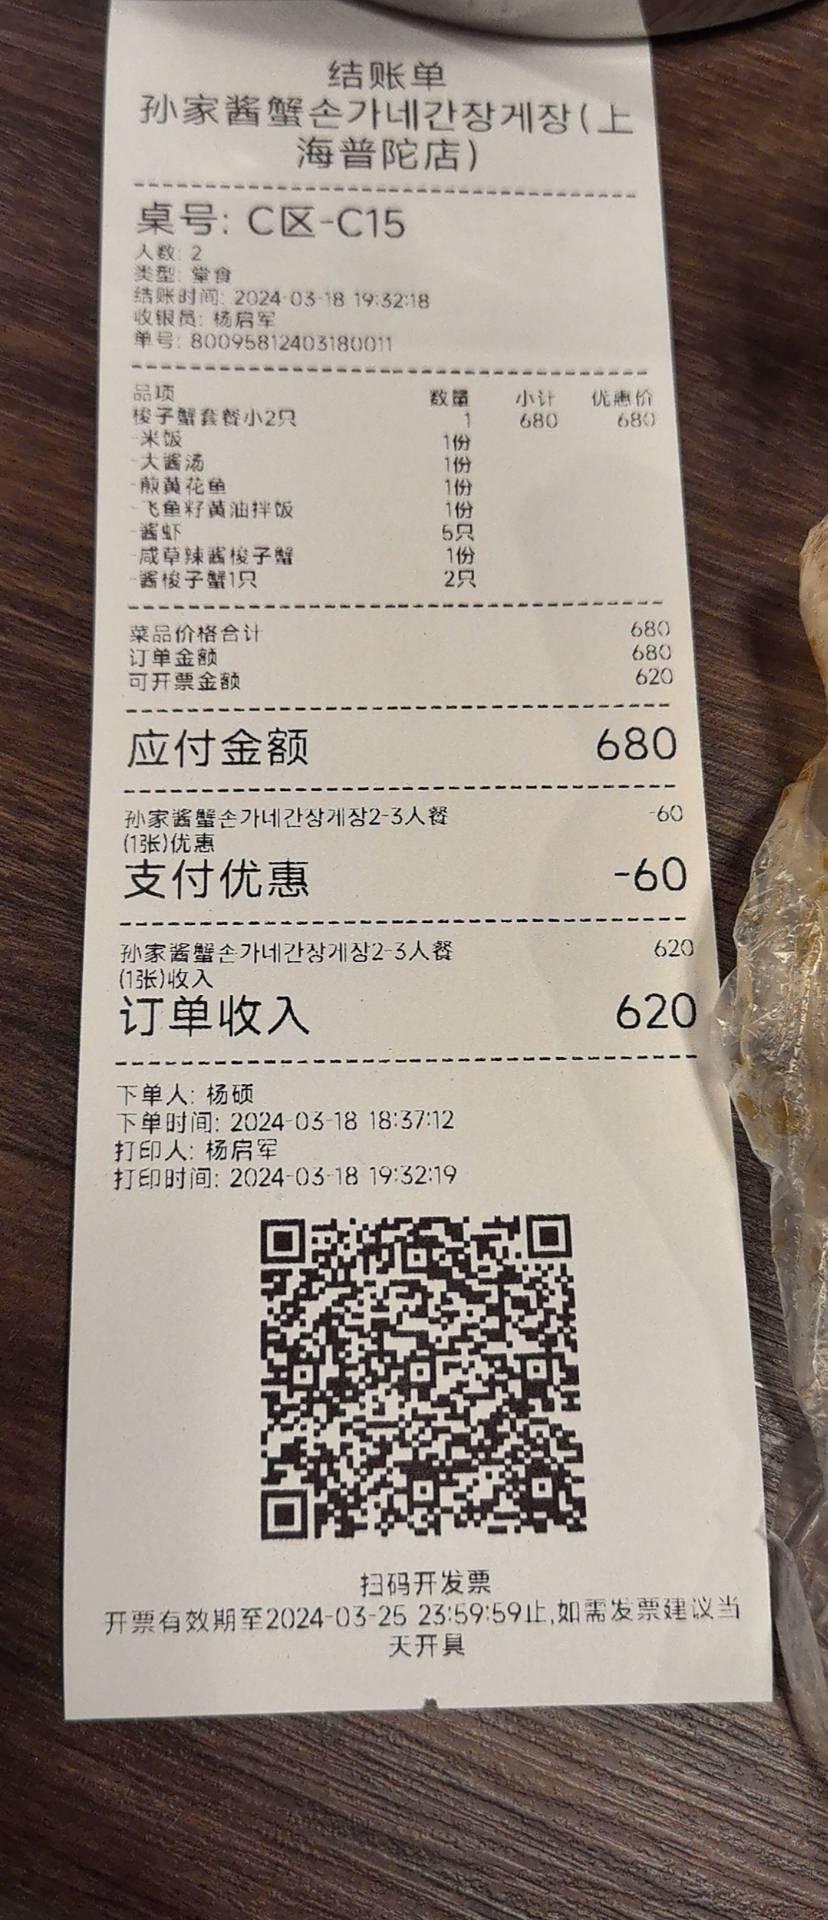 结账单
孙家酱蟹손가네간장게장(上
海普陀店)
桌号: C区-C15
人数: 2
类型: 堂食
结账时间: 2024-03-18 19:32:18
收银员: 杨启军
单号: 80095812403180011
品项 数量 小计 优惠价
梭子蟹套餐小2只 1 680 680
-米饭 1份
-大酱汤 1份
-煎黄花鱼 1份
-飞鱼籽黄油拌饭 1份
-酱虾 5只
-咸草辣酱梭子蟹 1份
-酱梭子蟹1只 2只
菜品价格合计 680
订单金额 680
可开票金额 620
应付金额 680
孙家酱蟹손가네간장게장2-3人餐 -60
(1张)优惠
支付优惠 -60
孙家酱蟹손가네간장게장2-3人餐 620
(1张)收入
订单收入 620
下单人: 杨硕
下单时间: 2024-03-18 18:37:12
打印人: 杨启军
打印时间: 2024-03-18 19:32:19
扫码开发票
开票有效期至2024-03-25 23:59:59止,如需发票建议当
天开具